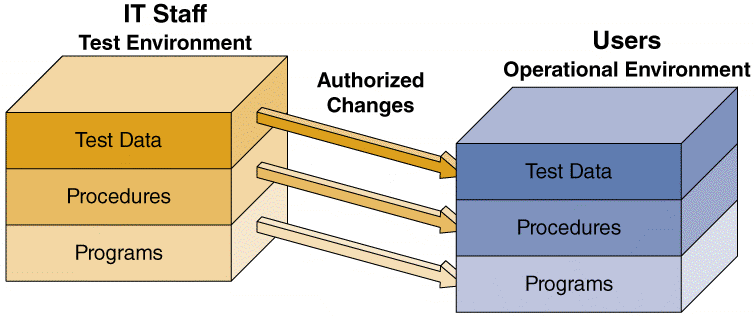 IT Staff
Test Environment
Test Data
Procedures
Programs
Authorized
Changes
Users
Operational Environment
Test Data
Procedures
Programs